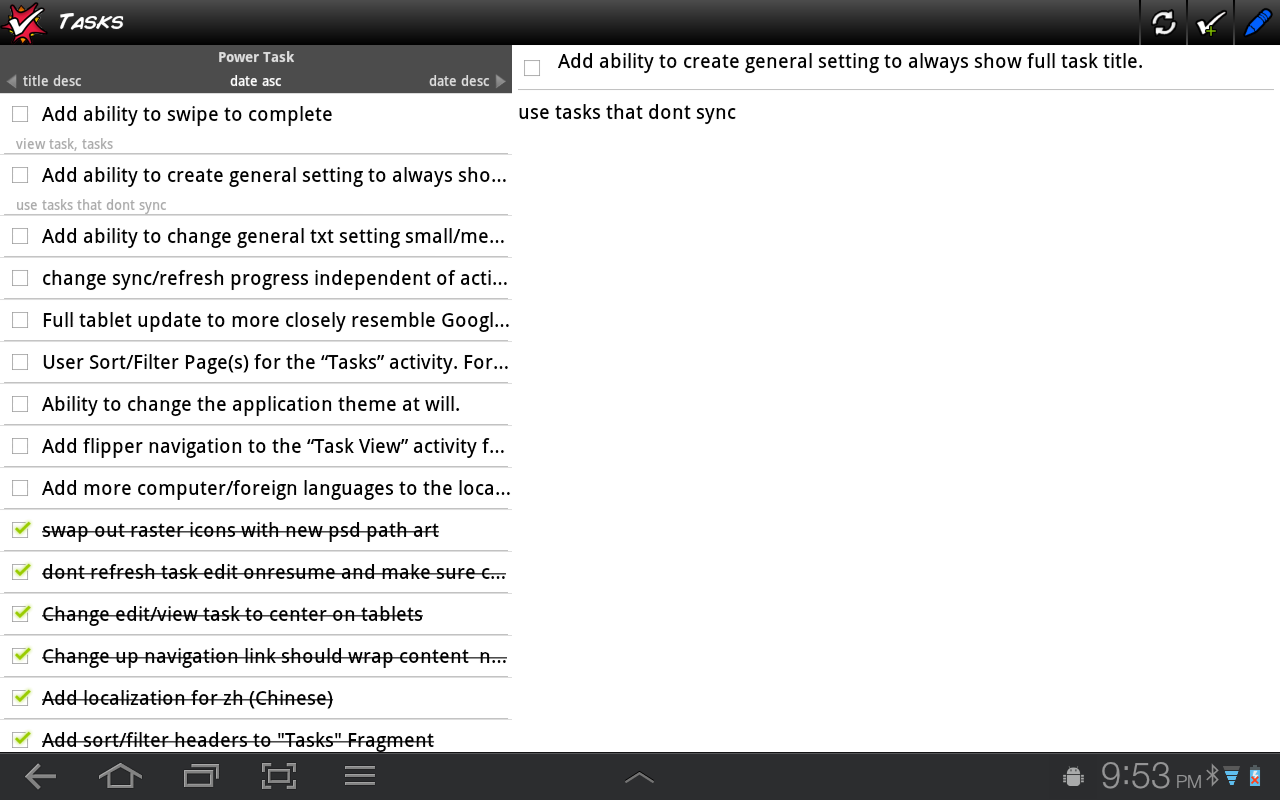 Tasks
Power Task
title desc date asc date desc
Add ability to swipe to complete
view task, tasks
Add ability to create general setting to always sho...
use tasks that dont sync
Add ability to change general txt setting small/me...
change sync/refresh progress independent of acti...
Full tablet update to more closely resemble Googl...
User Sort/Filter Page(s) for the “Tasks” activity. For...
Ability to change the application theme at will.
Add flipper navigation to the “Task View” activity f...
Add more computer/foreign languages to the loca...
swap out raster icons with new psd path art
dont refresh task edit onresume and make sure c...
Change edit/view task to center on tablets
Change up navigation link should wrap content  n...
Add localization for zh (Chinese)
Add sort/filter headers to "Tasks" Fragment
Add ability to create general setting to always show full task title.
use tasks that dont sync
9:53 PM